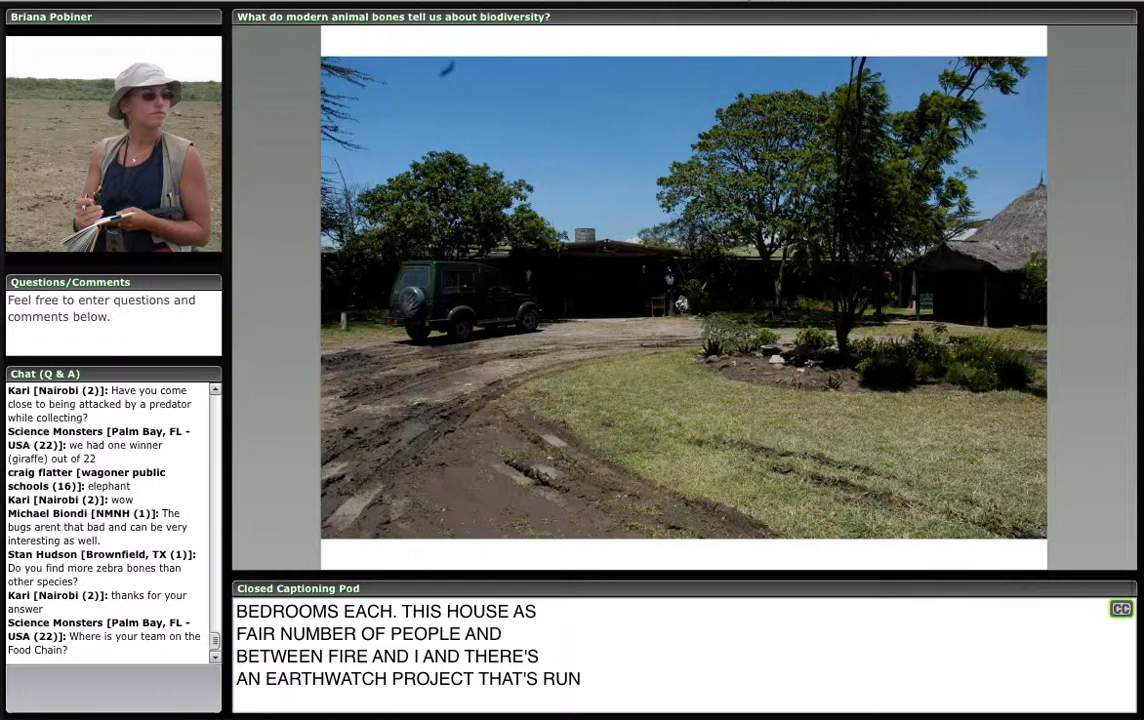 Briana Pobiner
What do modern animal bones tell us about biodiversity?
Questions/Comments
Feel free to enter questions and
comments below.
Chat (Q & A)
Kari [Nairobi (2)]: Have you come
close to being attacked by a predator
while collecting?
Science Monsters [Palm Bay, FL -
USA (22)]: we had one winner
(giraffe) out of 22
craig flatter [wagoner public
schools (16)]: elephant
Kari [Nairobi (2)]: wow
Michael Biondi [NMNH (1)]: The
bugs arent that bad and can be very
interesting as well.
Stan Hudson [Brownfield, TX (1)]:
Do you find more zebra bones than
other species?
Kari [Nairobi (2)]: thanks for your
answer
Science Monsters [Palm Bay, FL -
USA (22)]: Where is your team on the
Food Chain?
Closed Captioning Pod
CC
BEDROOMS EACH. THIS HOUSE AS
FAIR NUMBER OF PEOPLE AND
BETWEEN FIRE AND I AND THERE'S
AN EARTHWATCH PROJECT THAT'S RUN